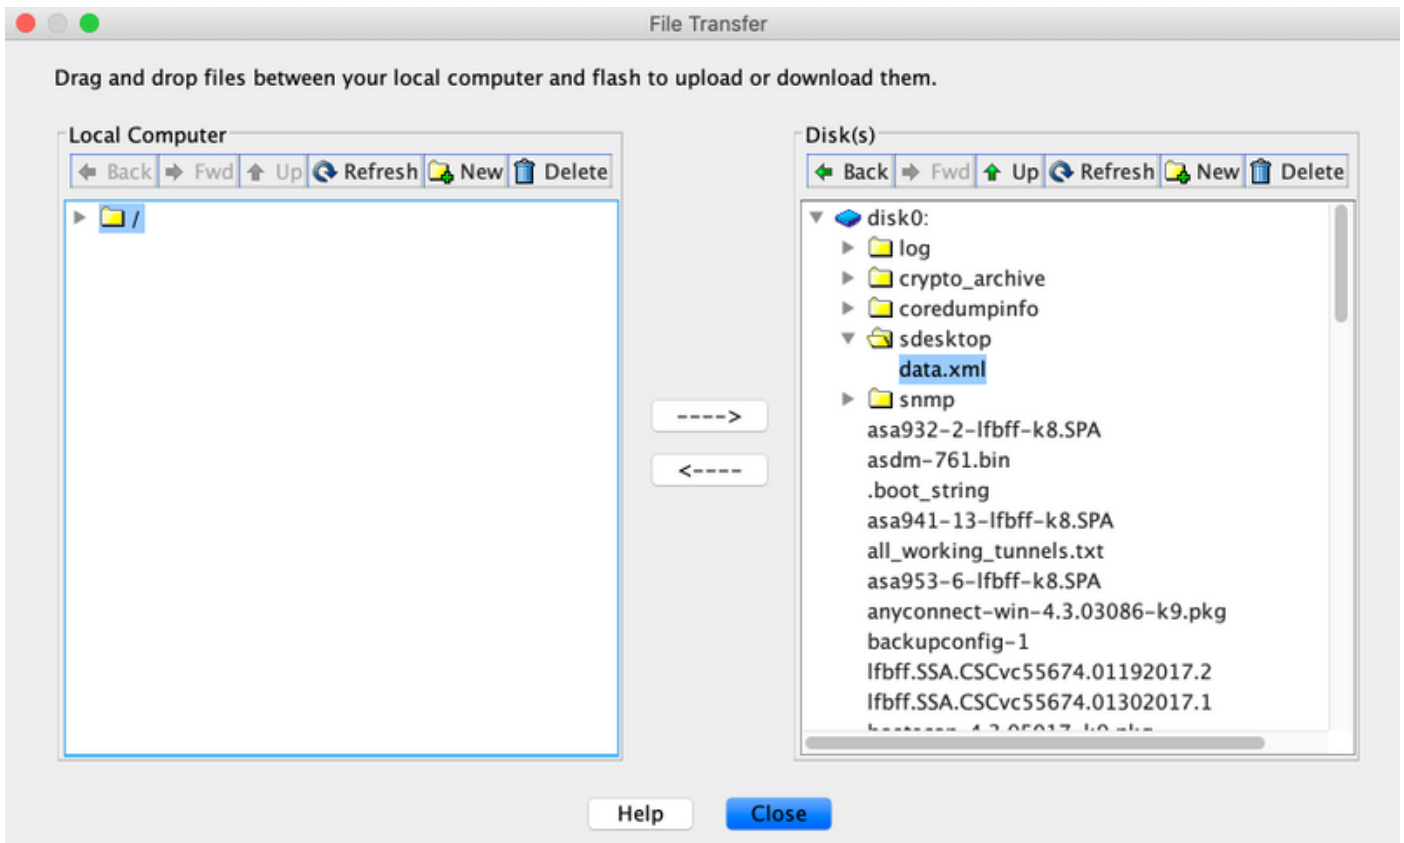 File Transfer
Drag and drop files between your local computer and flash to upload or download them.
Local Computer
Back Fwd Up Refresh New Delete
/
---->
<----
Disk(s)
Back Fwd Up Refresh New Delete
disk0:
log
crypto_archive
coredumpinfo
sdesktop
data.xml
snmp
asa932-2-lfbff-k8.SPA
asdm-761.bin
.boot_string
asa941-13-lfbff-k8.SPA
all_working_tunnels.txt
asa953-6-lfbff-k8.SPA
anyconnect-win-4.3.03086-k9.pkg
backupconfig-1
lfbff.SSA.CSCvc55674.01192017.2
lfbff.SSA.CSCvc55674.01302017.1
Help Close